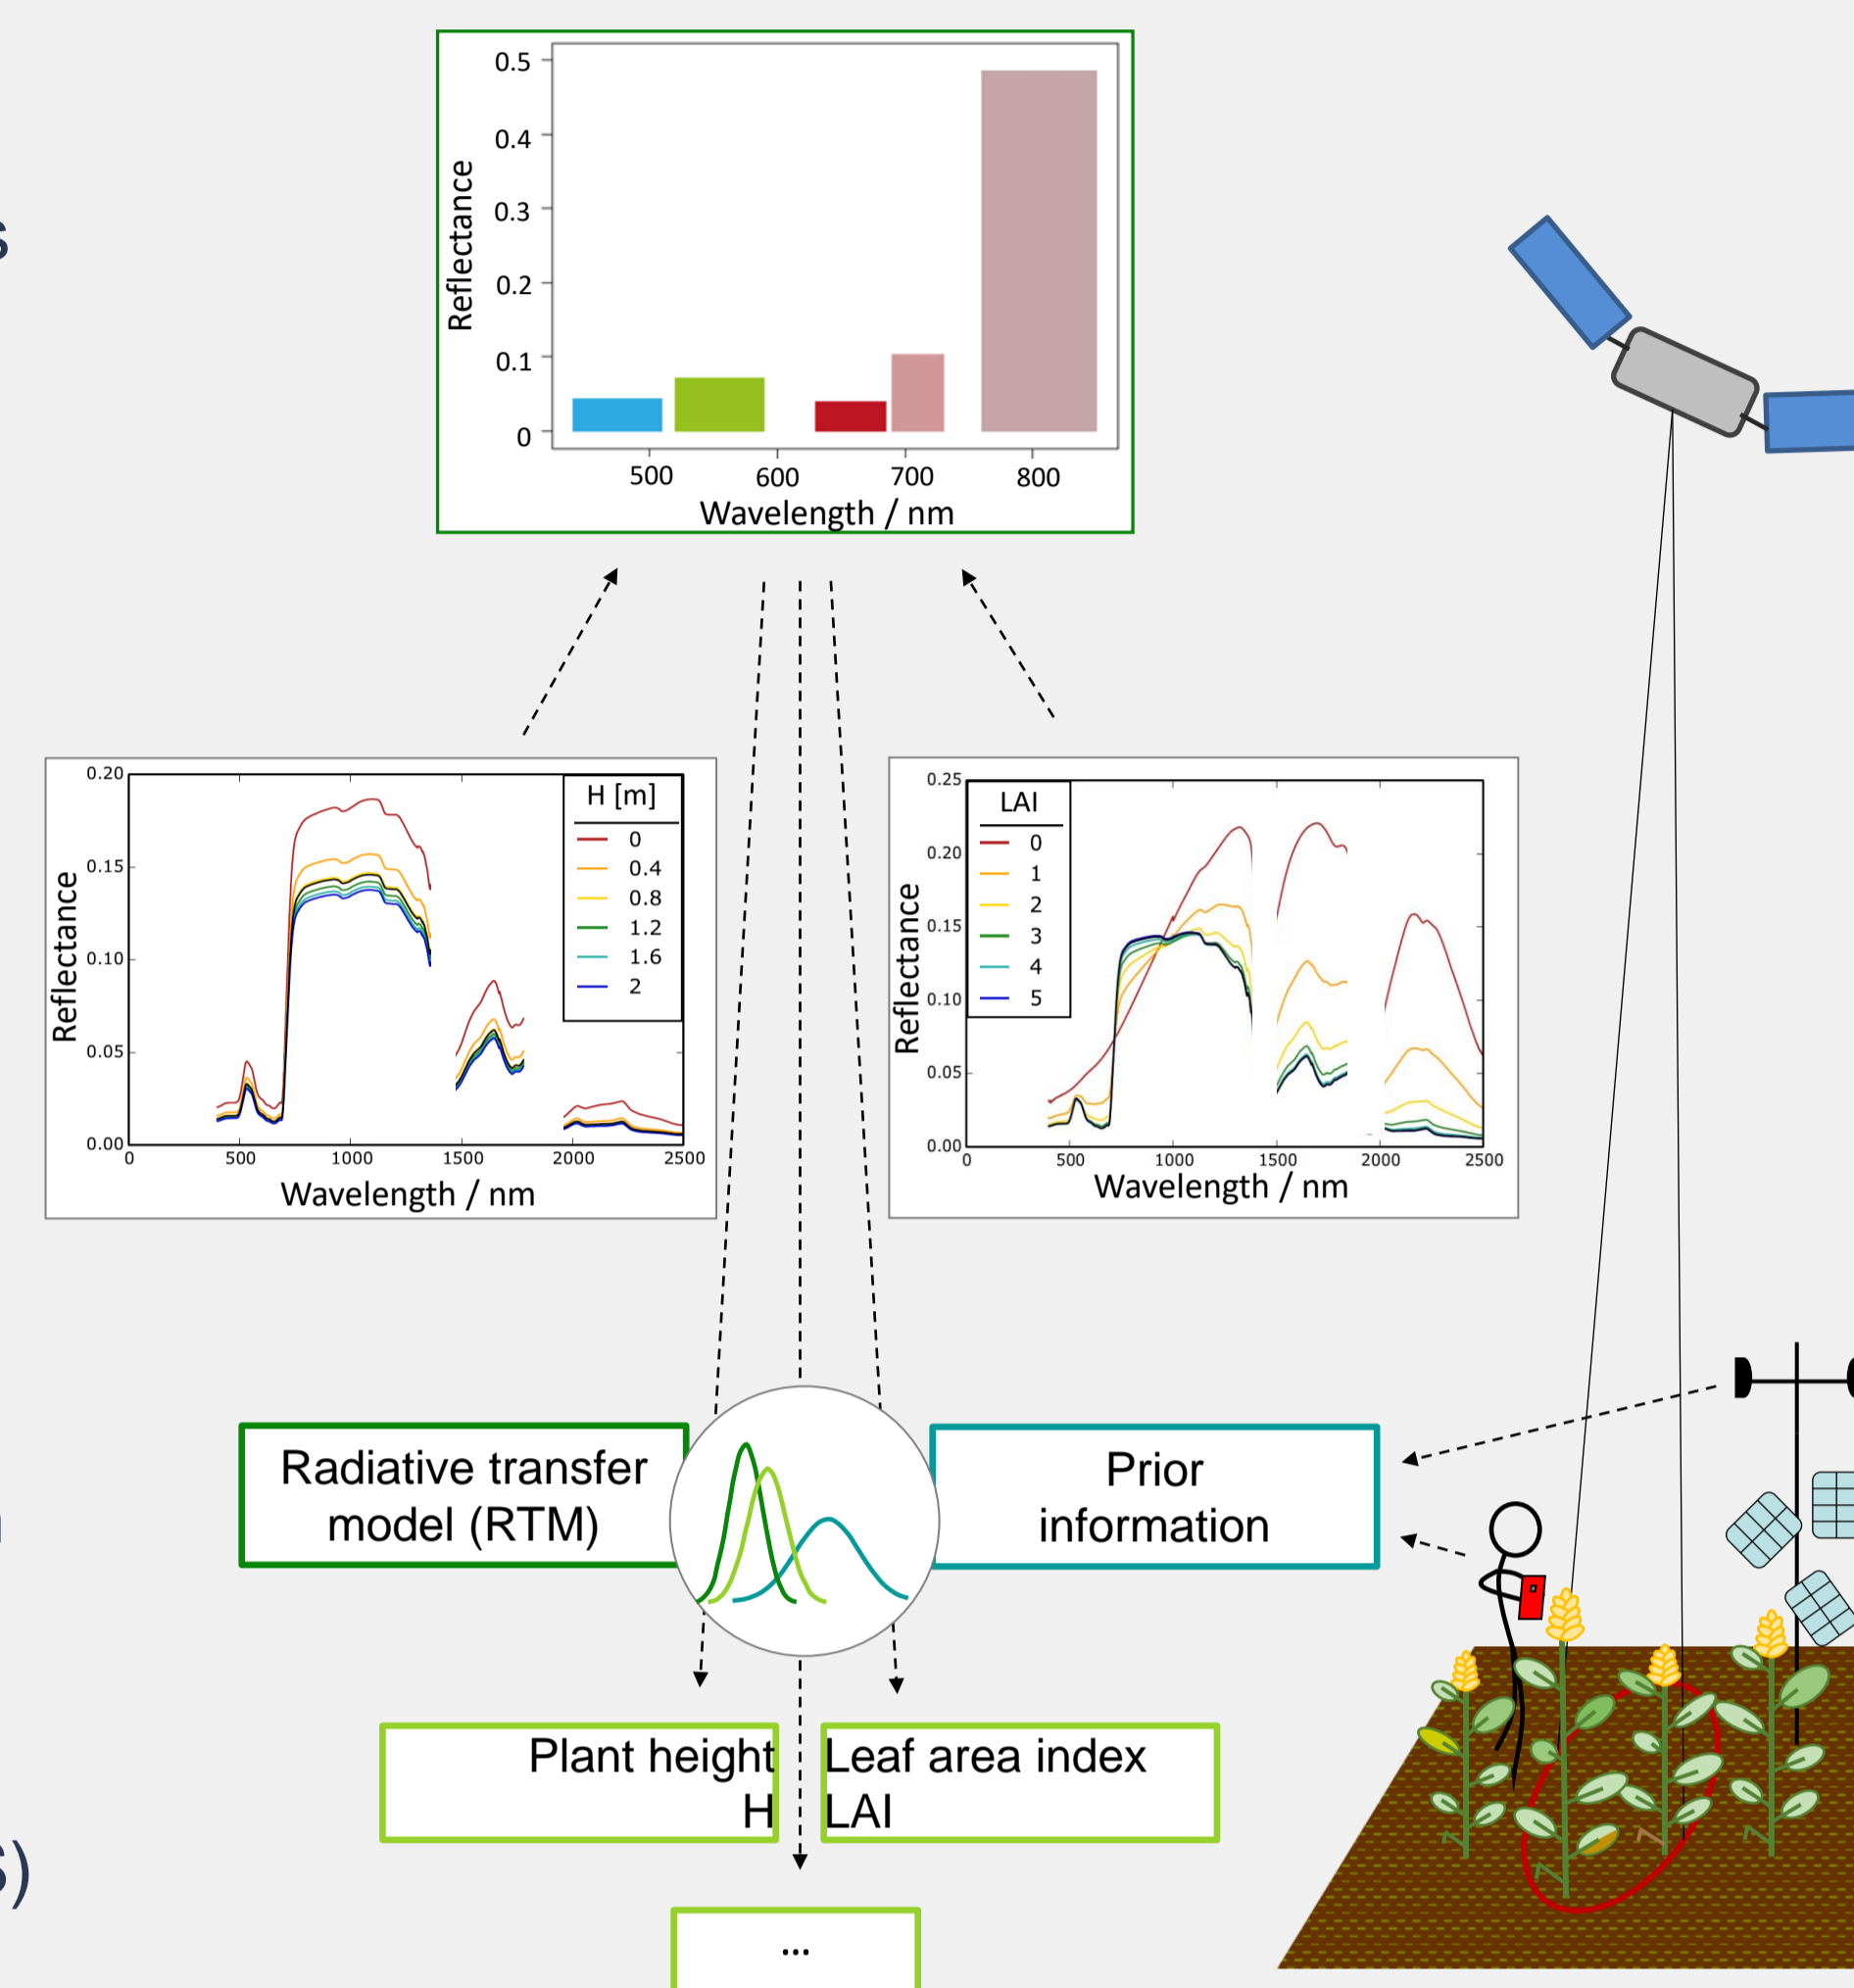 s
0.5
0.4
0.3
0.2
0.1
0
Reflectance
500 600 700 800
Wavelength / nm
0.20
0.15
0.10
0.05
0.00
Reflectance
0 500 1000 1500 2000 2500
Wavelength / nm
H [m]
0
0.4
0.8
1.2
1.6
2
0.25
0.20
0.15
0.10
0.05
0.00
Reflectance
0 500 1000 1500 2000 2500
Wavelength / nm
LAI
0
1
2
3
4
5
Radiative transfer
model (RTM)
Prior
information
Plant height
H
Leaf area index
LAI
)
...